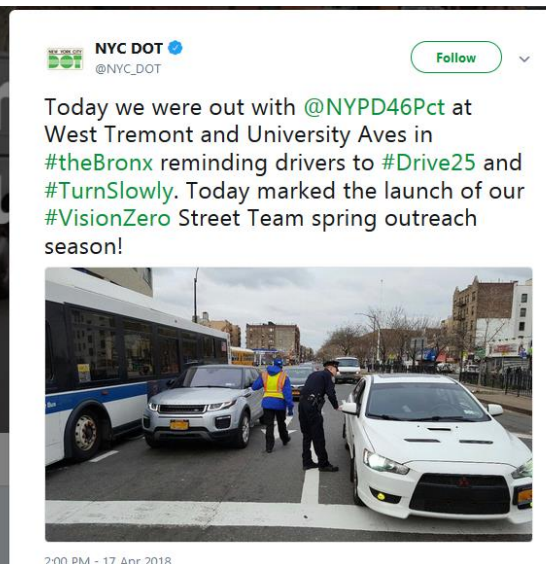 NEW YORK CITY
DOT
NYC DOT
@NYC_DOT
Follow
Today we were out with @NYPD46Pct at
West Tremont and University Aves in
#theBronx reminding drivers to #Drive25 and
#TurnSlowly. Today marked the launch of our
#VisionZero Street Team spring outreach
season!
2:00 PM - 17 Apr 2018